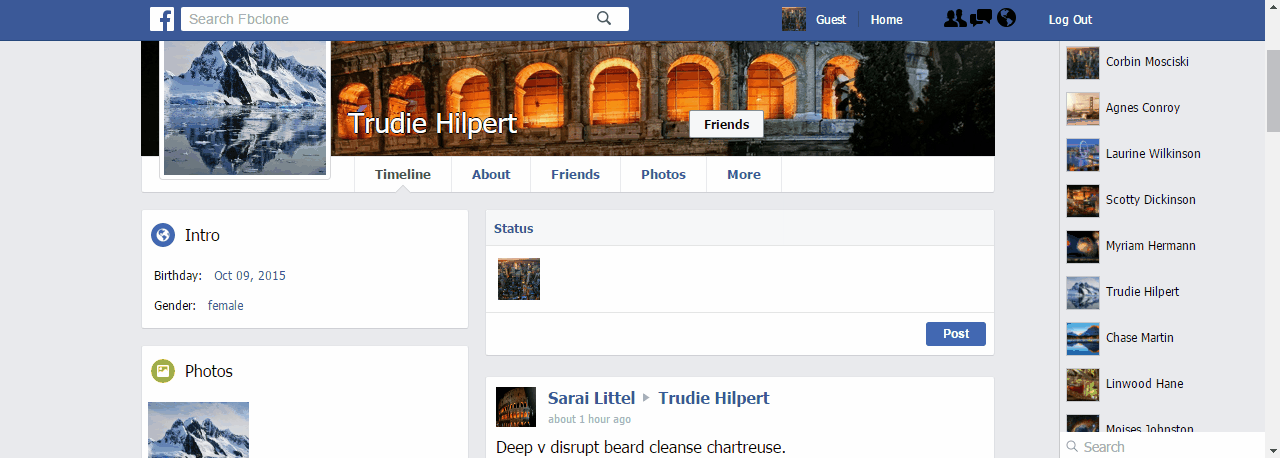 Search Fbclone
Guest
Home
Log Out
Trudie Hilpert
Friends
Timeline
About
Friends
Photos
More
Intro
Birthday: Oct 09, 2015
Gender: female
Photos
Status
Post
Sarai Littel Trudie Hilpert
about 1 hour ago
Deep v disrupt beard cleanse chartreuse.
Corbin Mosciski
Agnes Conroy
Laurine Wilkinson
Scotty Dickinson
Myriam Hermann
Trudie Hilpert
Chase Martin
Linwood Hane
Moises Johnston
Search